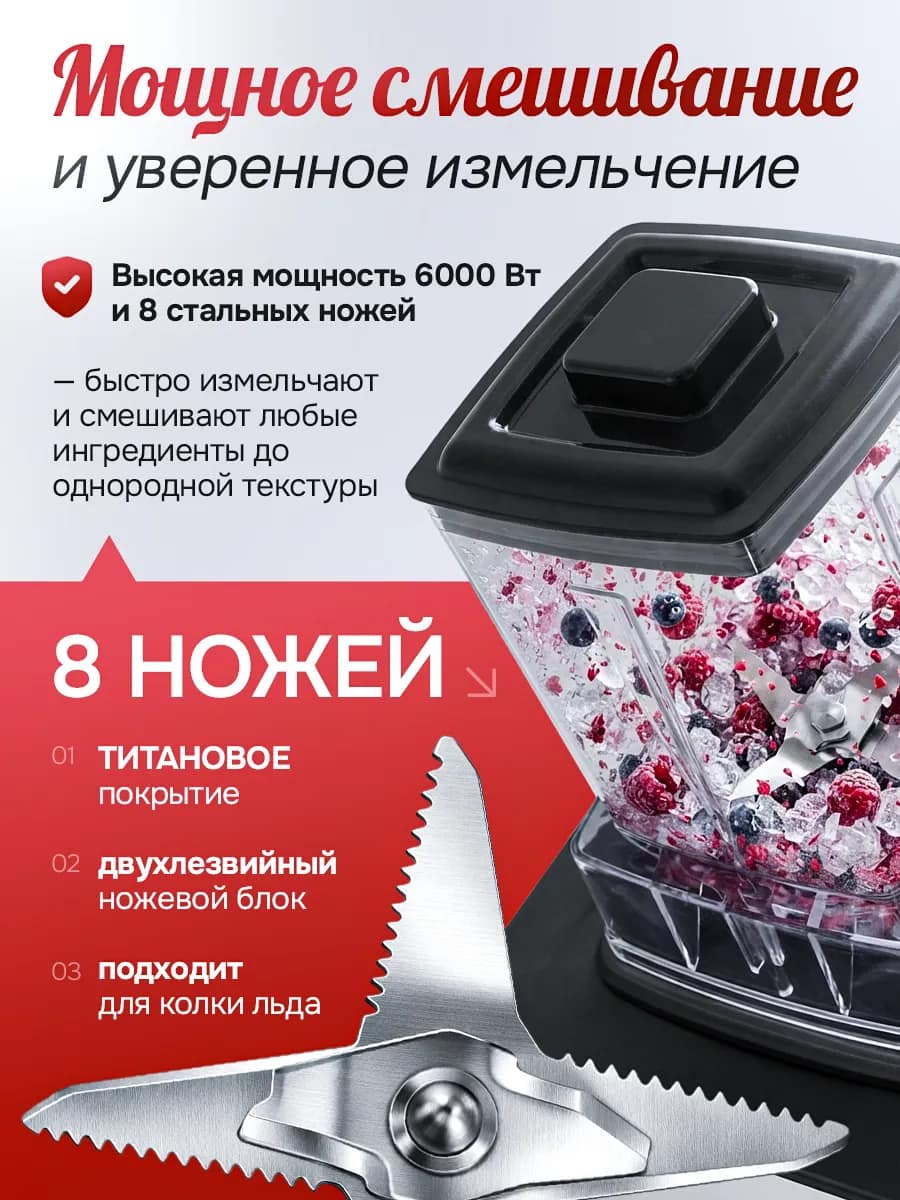 Мощное смешивание
и уверенное измельчение
Высокая мощность 6000 Вт
и 8 стальных ножей
— быстро измельчают
и смешивают любые
ингредиенты до
однородной текстуры
8 НОЖЕЙ
01 ТИТАНОВОЕ
покрытие
02 двухлезвийный
ножевой блок
03 подходит
для колки льда